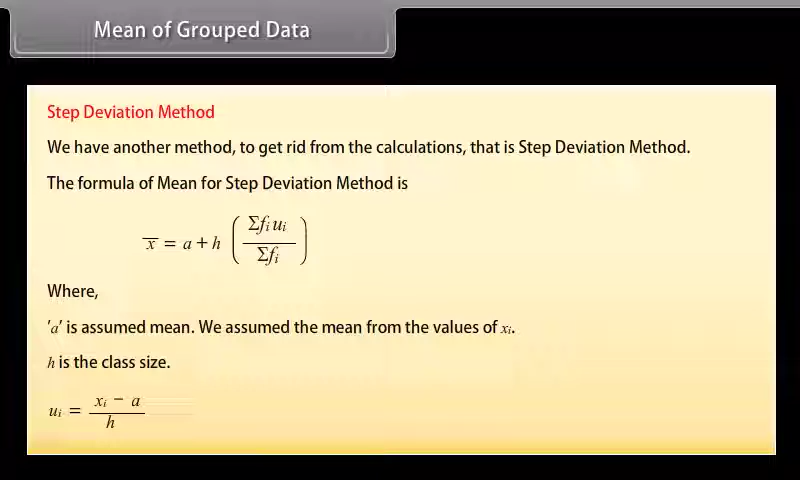 Mean of Grouped Data
Step Deviation Method
We have another method, to get rid from the calculations, that is Step Deviation Method.
The formula of Mean for Step Deviation Method is
x̅ = a + h (Σfᵢuᵢ / Σfᵢ)
Where,
'a' is assumed mean. We assumed the mean from the values of xᵢ.
h is the class size.
uᵢ = (xᵢ − a) / h